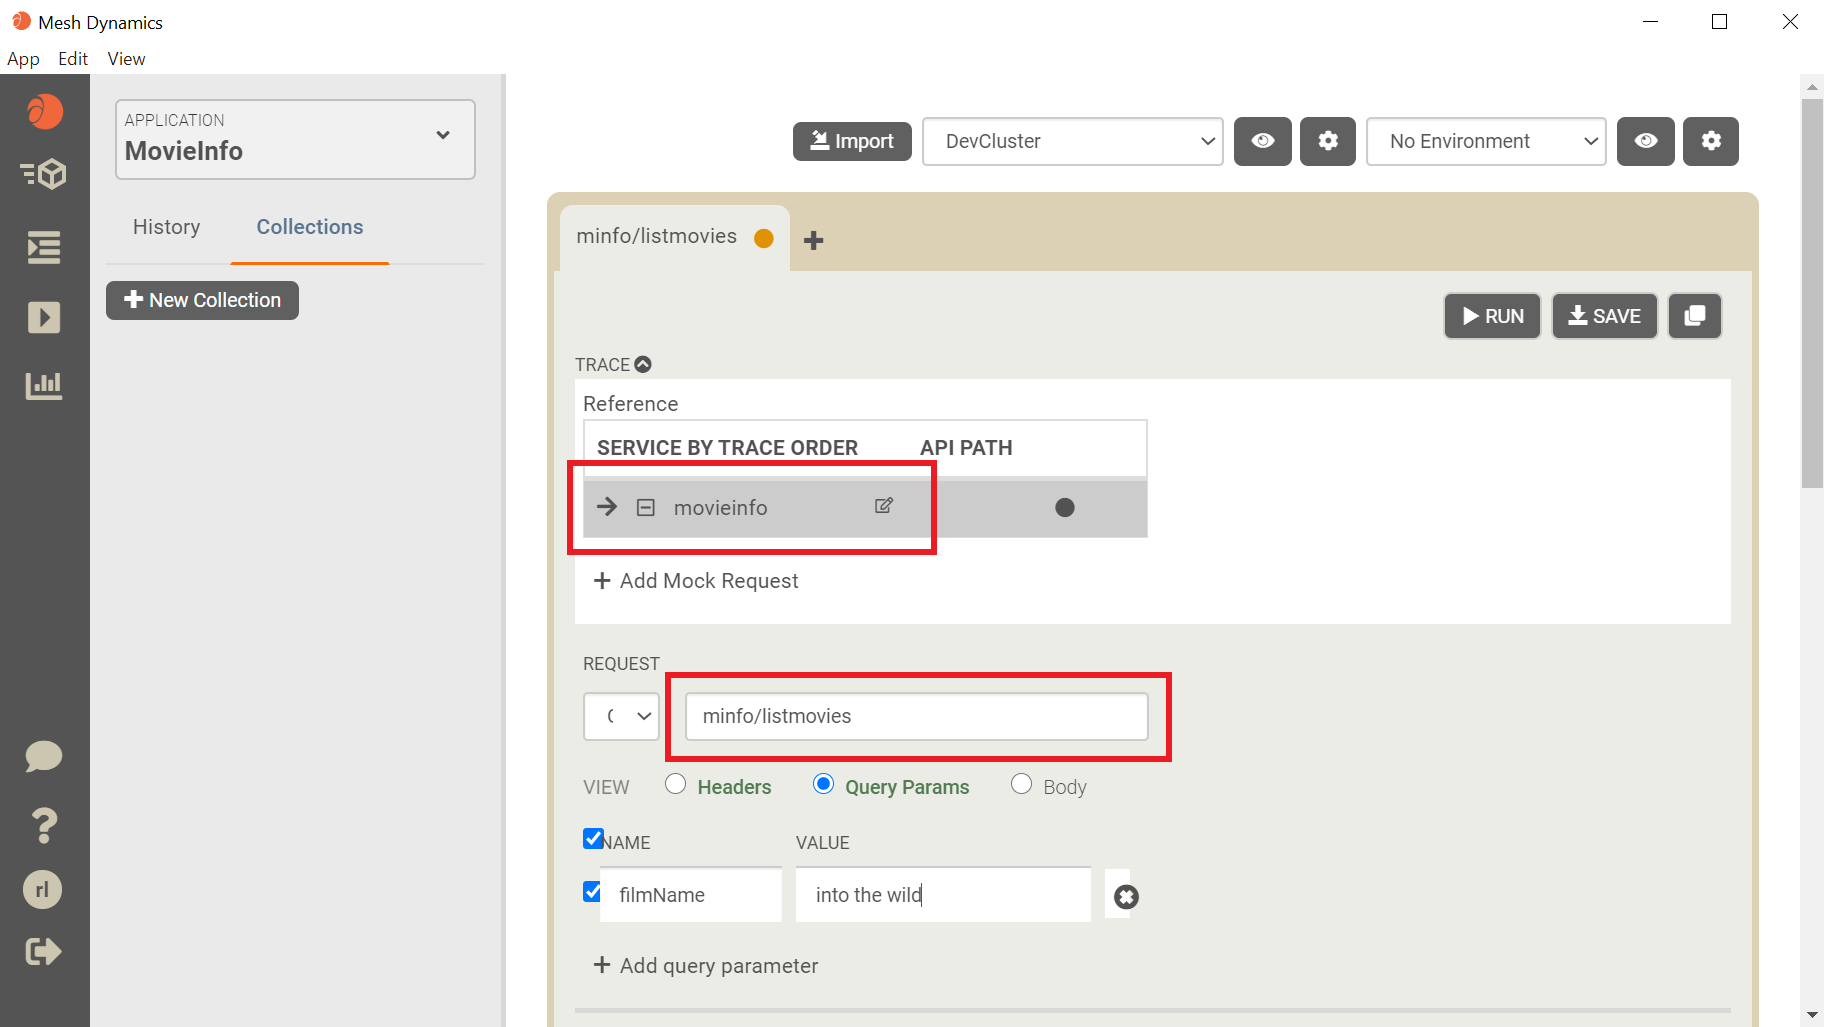 Mesh Dynamics
App Edit View
APPLICATION
MovieInfo
Import DevCluster No Environment
History Collections
minfo/listmovies
New Collection
RUN SAVE
TRACE
Reference
SERVICE BY TRACE ORDER API PATH
movieinfo
Add Mock Request
REQUEST
minfo/listmovies
VIEW Headers Query Params Body
NAME VALUE
filmName into the wild
rl
Add query parameter